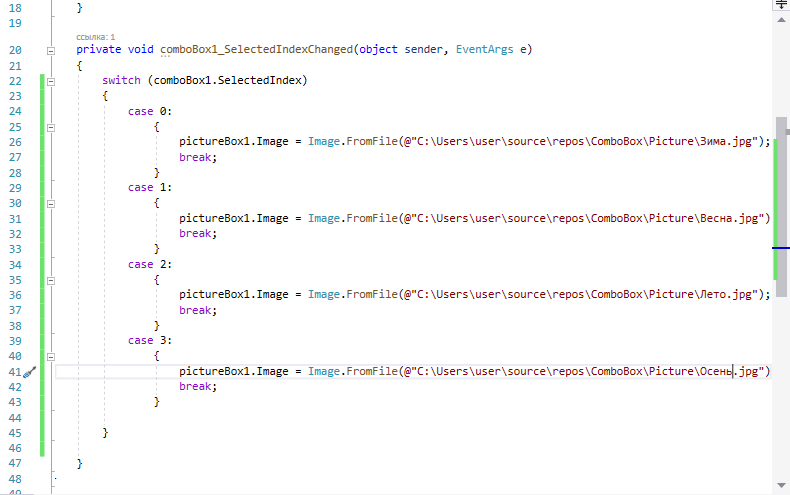 18 }
19
ссылка: 1
20 private void comboBox1_SelectedIndexChanged(object sender, EventArgs e)
21 {
22 switch (comboBox1.SelectedIndex)
23 {
24 case 0:
25 {
26 pictureBox1.Image = Image.FromFile(@"C:\Users\user\source\repos\ComboBox\Picture\Зима.jpg");
27 break;
28 }
29 case 1:
30 {
31 pictureBox1.Image = Image.FromFile(@"C:\Users\user\source\repos\ComboBox\Picture\Весна.jpg")
32 break;
33 }
34 case 2:
35 {
36 pictureBox1.Image = Image.FromFile(@"C:\Users\user\source\repos\ComboBox\Picture\Лето.jpg");
37 break;
38 }
39 case 3:
40 {
41 pictureBox1.Image = Image.FromFile(@"C:\Users\user\source\repos\ComboBox\Picture\Осень.jpg")
42 break;
43 }
44
45 }
46
47 }
48
49